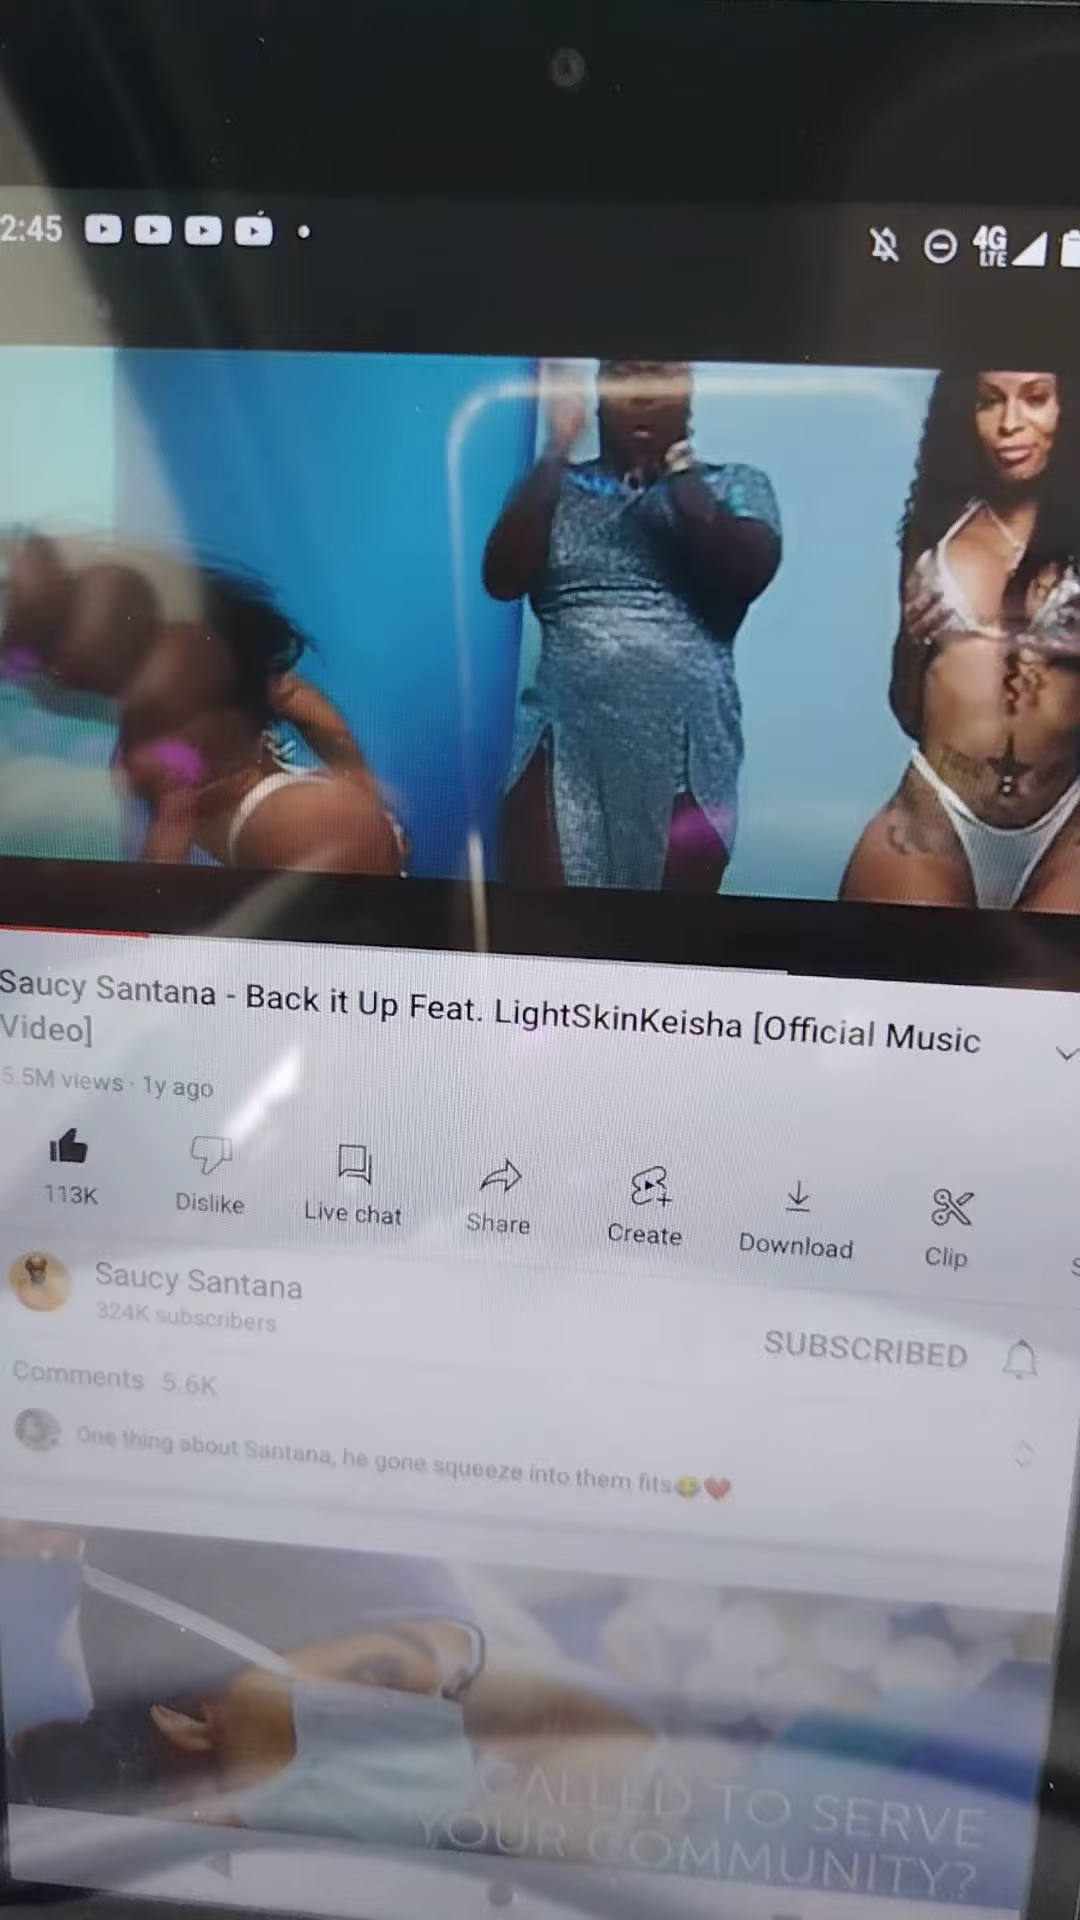 2:45
4G
LTE
Saucy Santana - Back it Up Feat. LightSkinKeisha [Official Music
Video]
5.5M views · 1y ago
113K
Dislike
Live chat
Share
Create
Download
Clip
S
Saucy Santana
324K subscribers
SUBSCRIBED
Comments 5.6K
One thing about Santana, he gone squeeze into them fits😂❤️
CALLED TO SERVE
YOUR COMMUNITY?